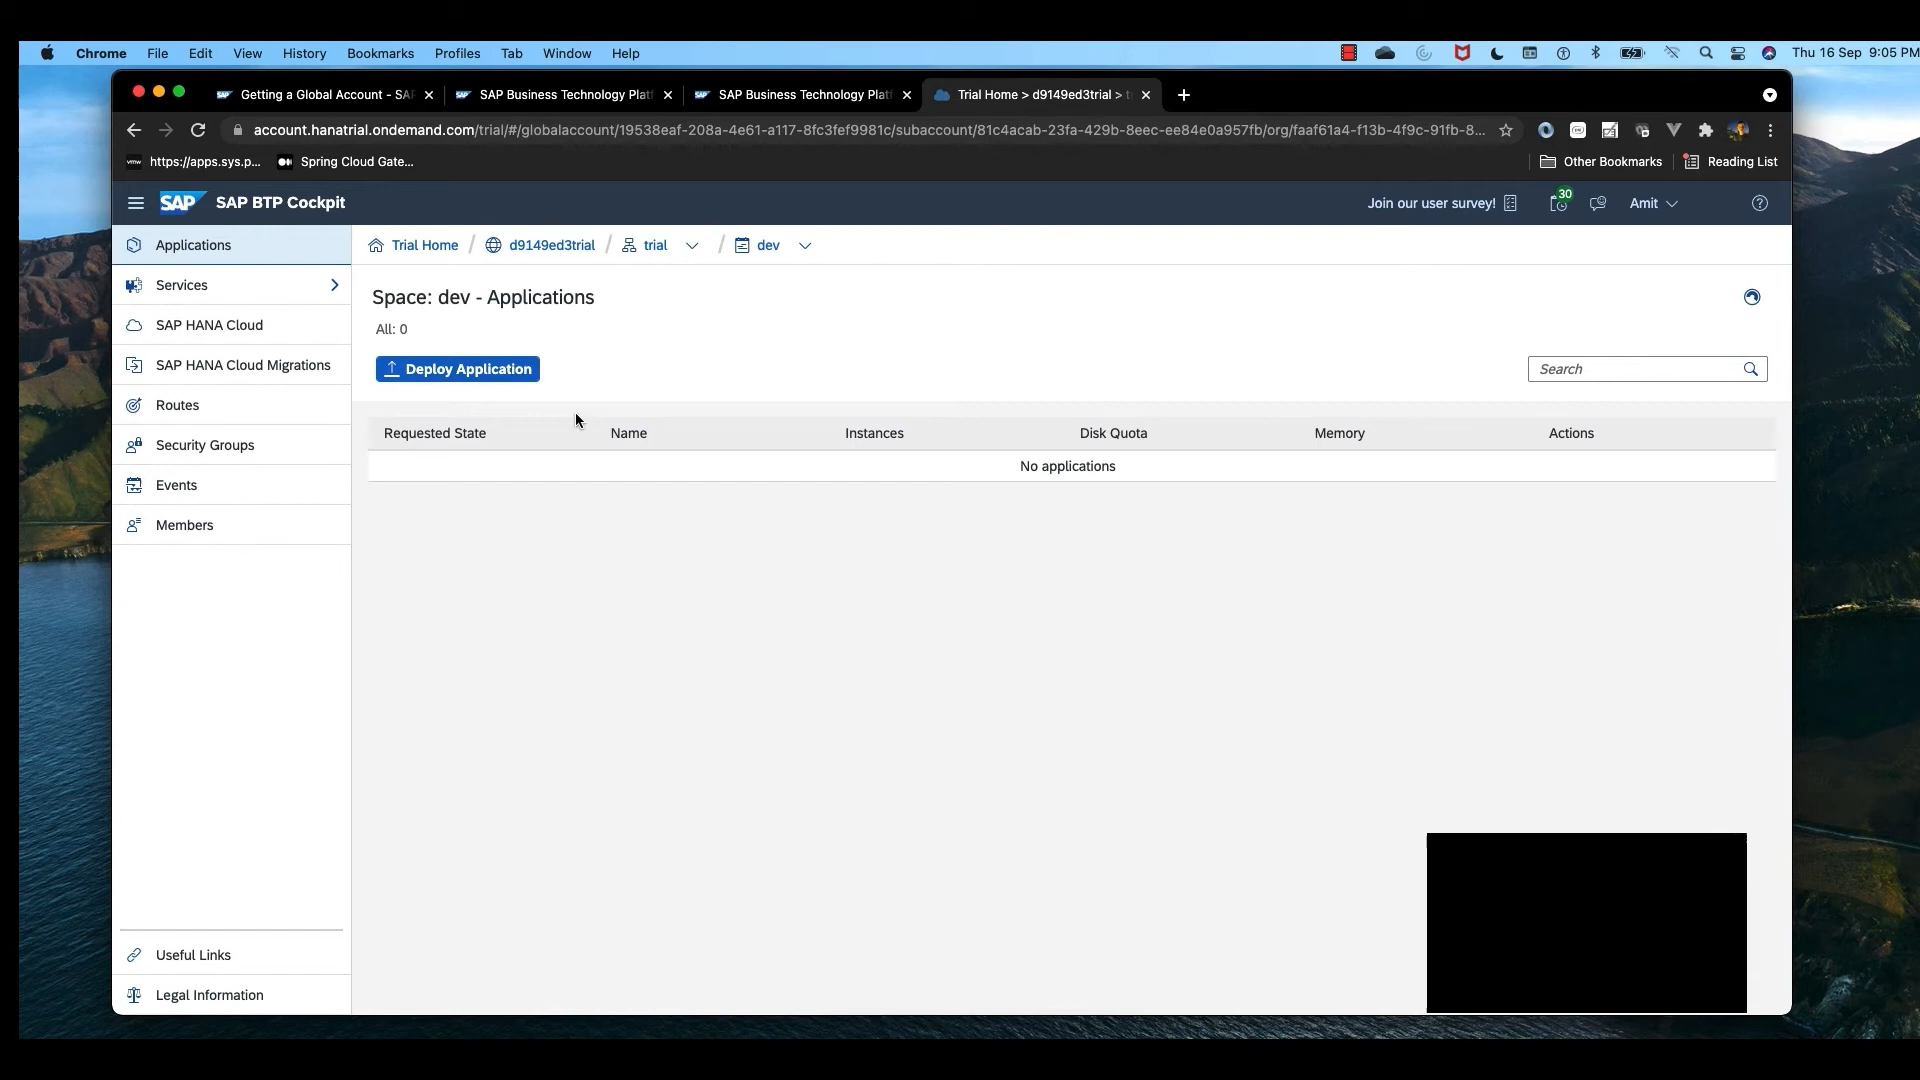 Chrome File Edit View History Bookmarks Profiles Tab Window Help Thu 16 Sep 9:05 PM
Getting a Global Account - SAP SAP Business Technology Platf SAP Business Technology Platf Trial Home > d9149ed3trial > t
account.hanatrial.ondemand.com/trial/#/globalaccount/19538eaf-208a-4e61-a117-8fc3fef9981c/subaccount/81c4acab-23fa-429b-8eec-ee84e0a957fb/org/faaf61a4-f13b-4f9c-91fb-8...
vmw https://apps.sys.p... Spring Cloud Gate... Other Bookmarks Reading List
SAP SAP BTP Cockpit Join our user survey! 30 Amit
Applications
Services
SAP HANA Cloud
SAP HANA Cloud Migrations
Routes
Security Groups
Events
Members
Useful Links
Legal Information
Trial Home / d9149ed3trial / trial / dev
Space: dev - Applications
All: 0
Deploy Application Search
Requested State Name Instances Disk Quota Memory Actions
No applications